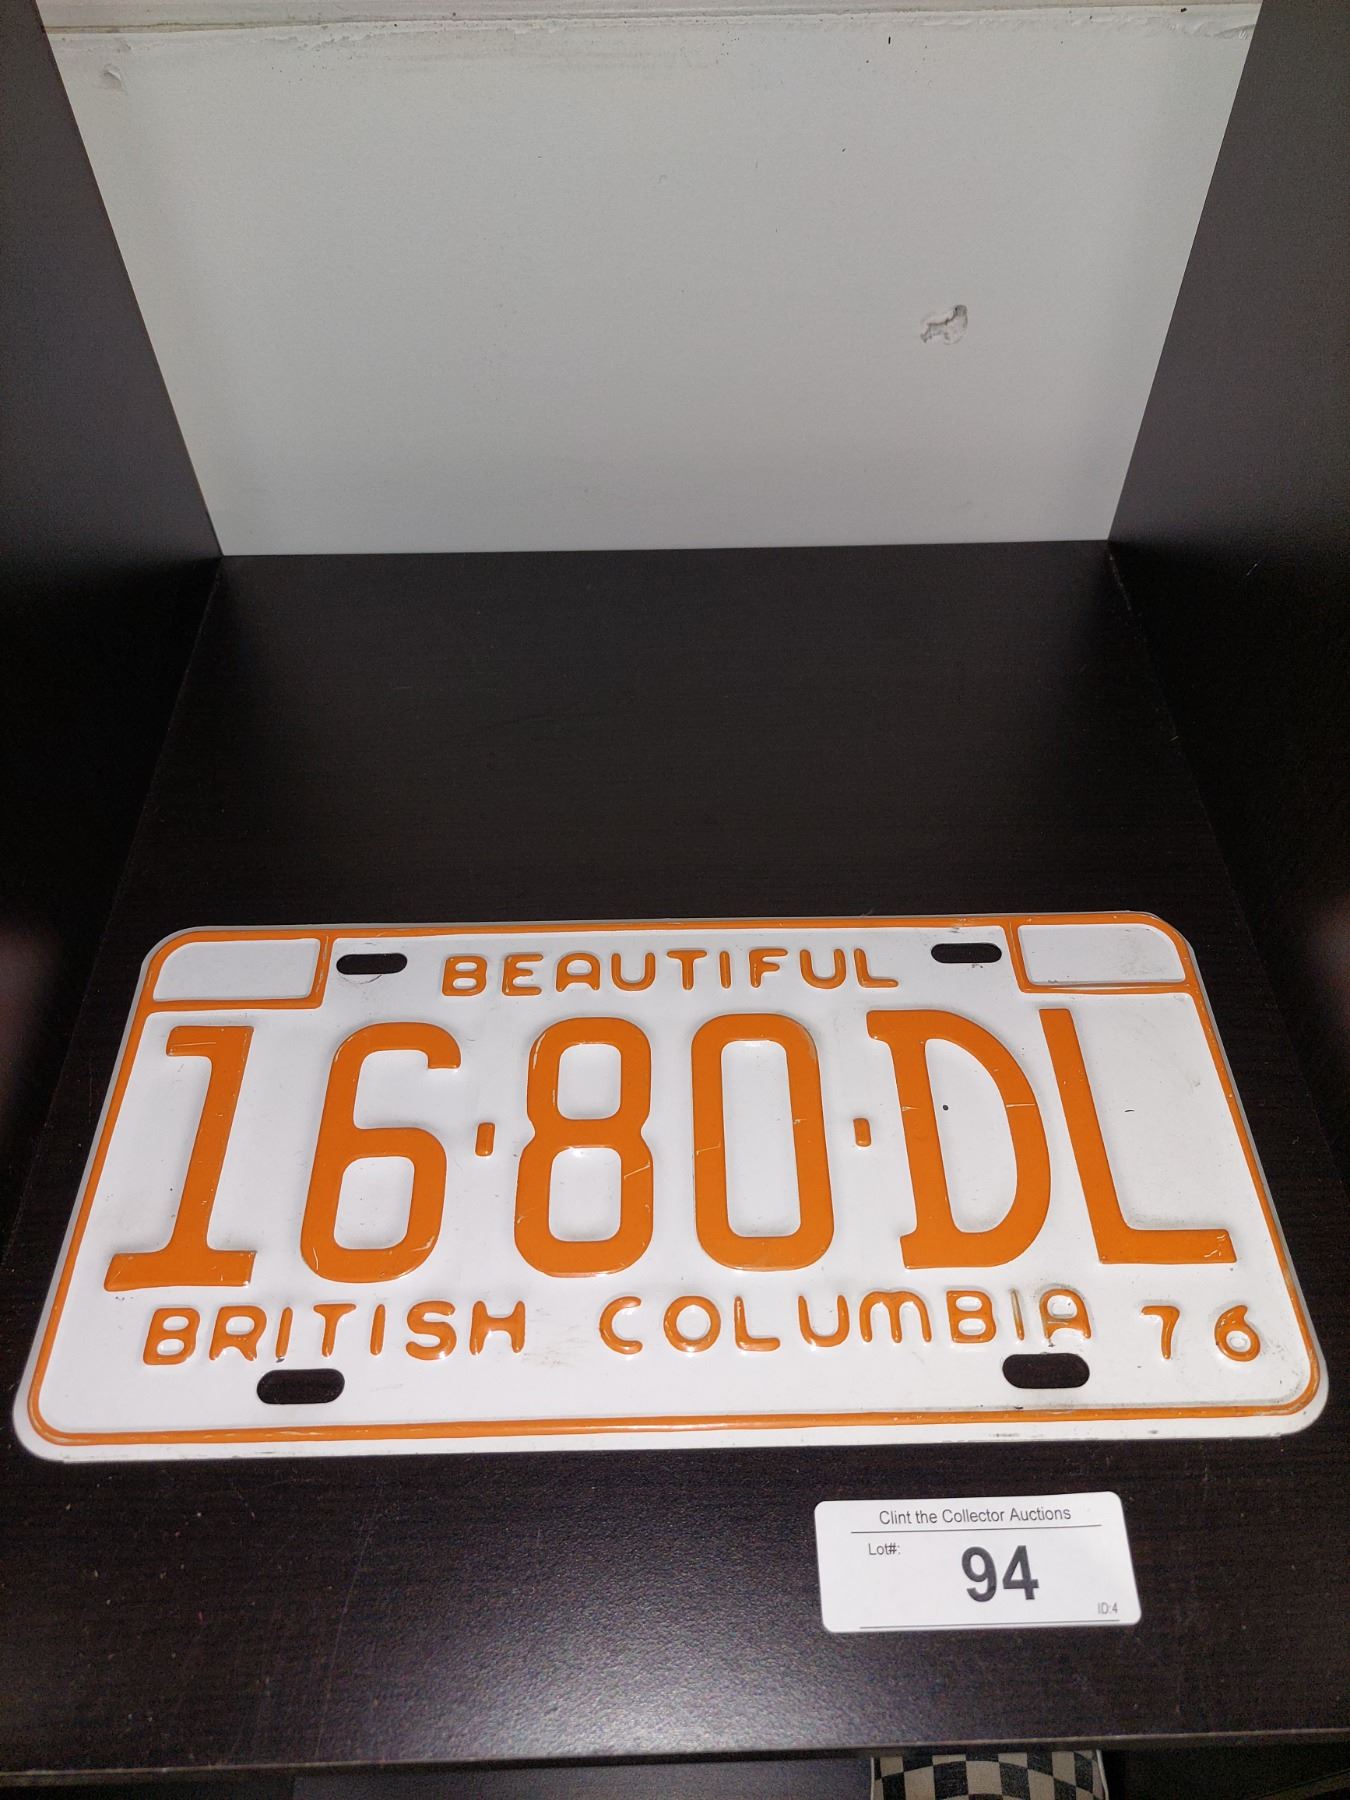 BEAUTIFUL
16-80-DL
BRITISH COLUMBIA 76
Clint the Collector Auctions
Lot#:
94
ID:4